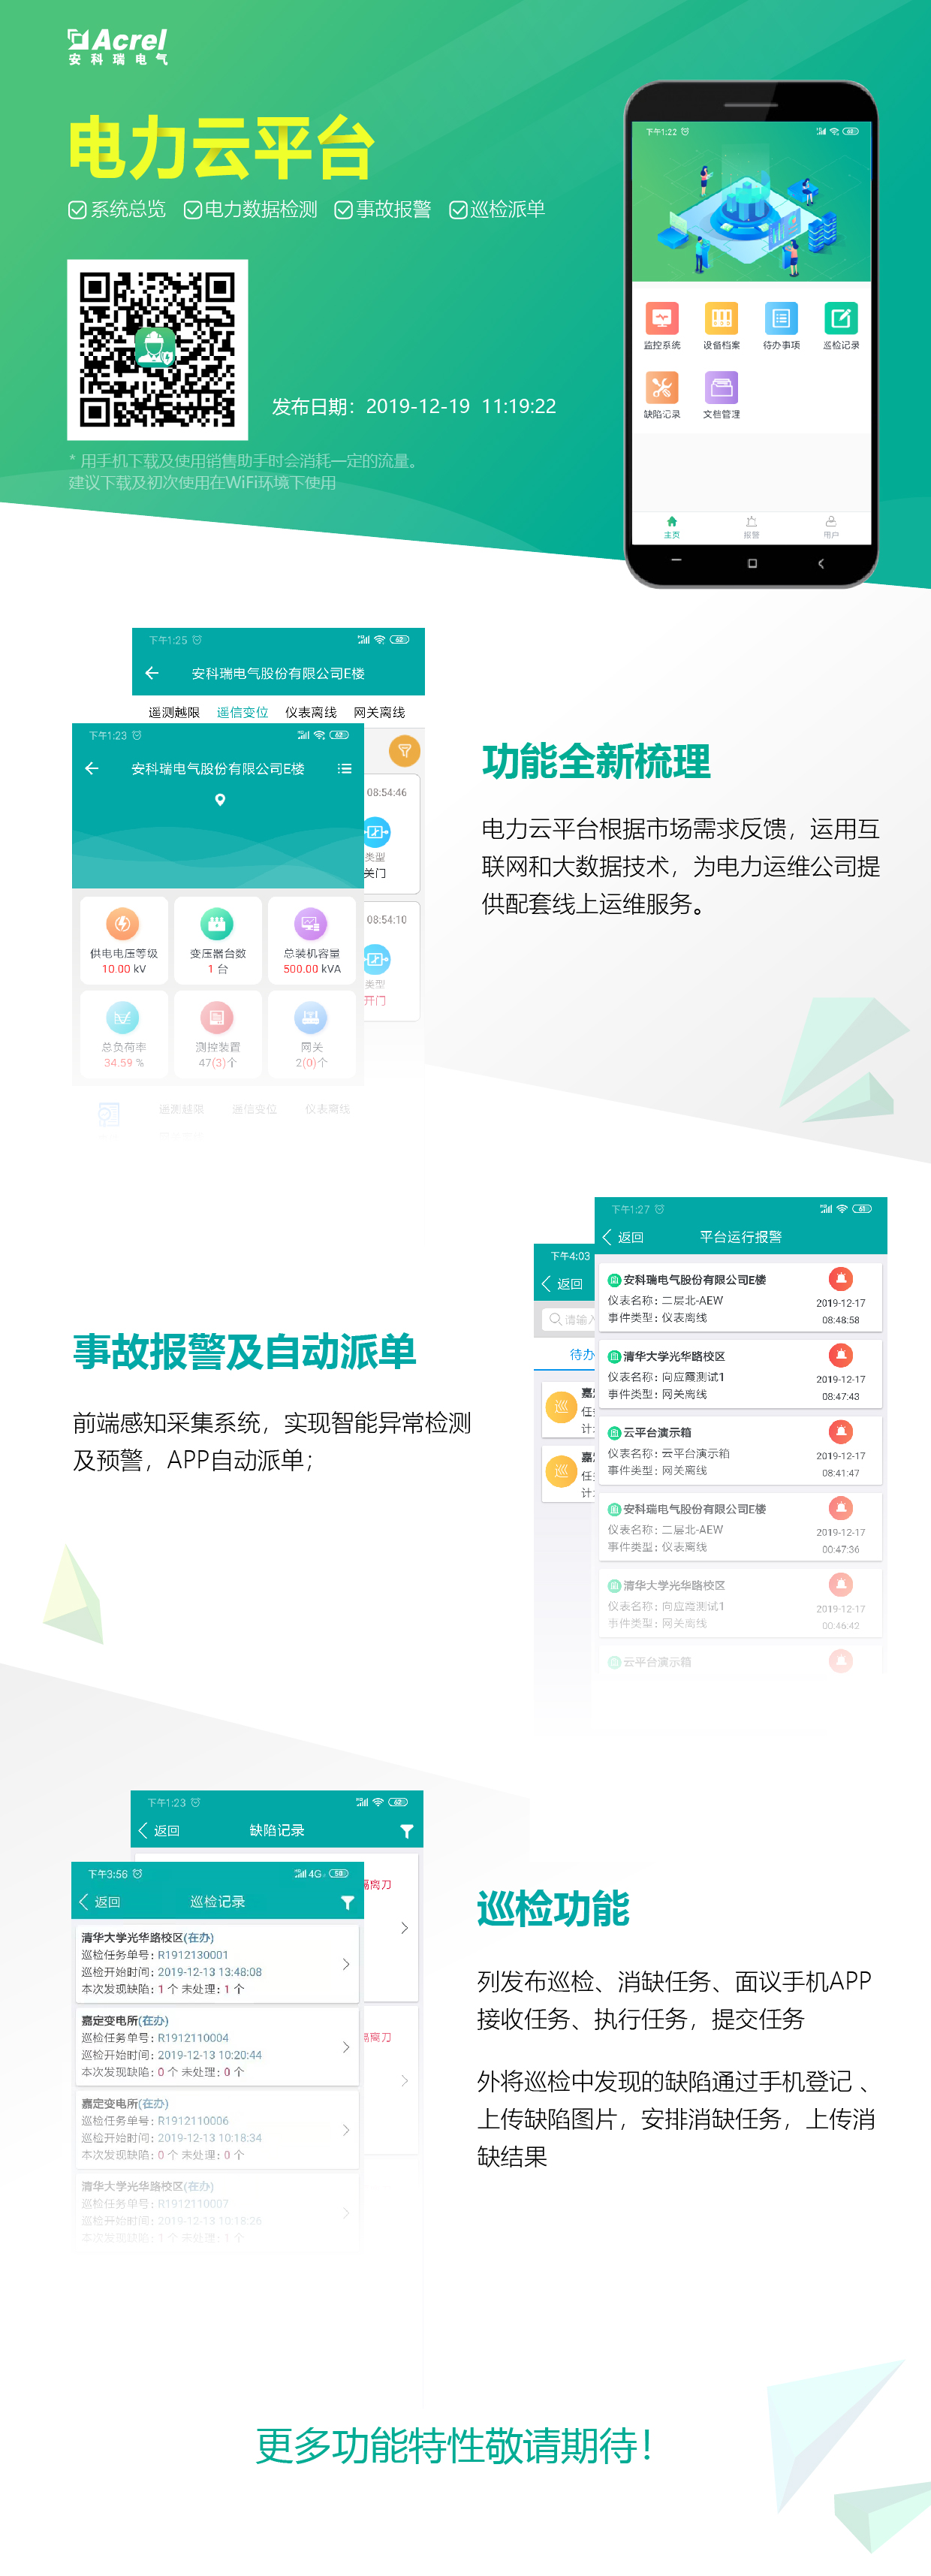 Acrel
安科瑞电气
电力云平台
系统总览 电力数据检测 事故报警 巡检派单
发布日期：2019-12-19 11:19:22
* 用手机下载及使用销售助手时会消耗一定的流量。
建议下载及初次使用在WiFi环境下使用
下午1:22
监控系统 设备档案 待办事项 巡检记录
缺陷记录 文档管理
主页 报警 用户
下午1:25 62
安科瑞电气股份有限公司E楼
遥测越限 遥信变位 仪表离线 网关离线
08:54:46
类型
关门
08:54:10
类型
开门
下午1:23
安科瑞电气股份有限公司E楼
供电电压等级 变压器台数 总装机容量
10.00 kV 1 台 500.00 kVA
总负荷率 测控装置 网关
34.59 % 47(3)个 2(0)个
遥测越限 遥信变位 仪表离线
功能全新梳理
电力云平台根据市场需求反馈，运用互
联网和大数据技术，为电力运维公司提
供配套线上运维服务。
事故报警及自动派单
前端感知采集系统，实现智能异常检测
及预警，APP自动派单；
下午4:03
返回
请输入
待办
巡
嘉定
任务
计划
巡
嘉定
任务
计划
下午1:27 61
返回 平台运行报警
安科瑞电气股份有限公司E楼
仪表名称：二层北-AEW 2019-12-17
事件类型：仪表离线 08:48:58
清华大学光华路校区
仪表名称：向应霞测试1 2019-12-17
事件类型：网关离线 08:47:43
云平台演示箱
仪表名称：云平台演示箱 2019-12-17
事件类型：网关离线 08:41:47
安科瑞电气股份有限公司E楼
仪表名称：二层北-AEW 2019-12-17
事件类型：仪表离线 00:47:36
清华大学光华路校区
仪表名称：向应霞测试1 2019-12-17
事件类型：网关离线 00:46:42
云平台演示箱
下午1:23 62
返回 缺陷记录
隔离刀
隔离刀
下午3:56 4G 59
返回 巡检记录
清华大学光华路校区(在办)
巡检任务单号：R1912130001
巡检开始时间：2019-12-13 13:48:08
本次发现缺陷：1 个 未处理：1 个
嘉定变电所(在办)
巡检任务单号：R1912110004
巡检开始时间：2019-12-13 10:20:44
本次发现缺陷：0 个 未处理：0 个
嘉定变电所(在办)
巡检任务单号：R1912110006
巡检开始时间：2019-12-13 10:18:34
本次发现缺陷：0 个 未处理：0 个
清华大学光华路校区(在办)
巡检任务单号：R1912110007
巡检开始时间：2019-12-13 10:18:26
本次发现缺陷：1 个 未处理：1 个
巡检功能
列发布巡检、消缺任务、面议手机APP
接收任务、执行任务，提交任务
外将巡检中发现的缺陷通过手机登记 、
上传缺陷图片，安排消缺任务，上传消
缺结果
更多功能特性敬请期待！